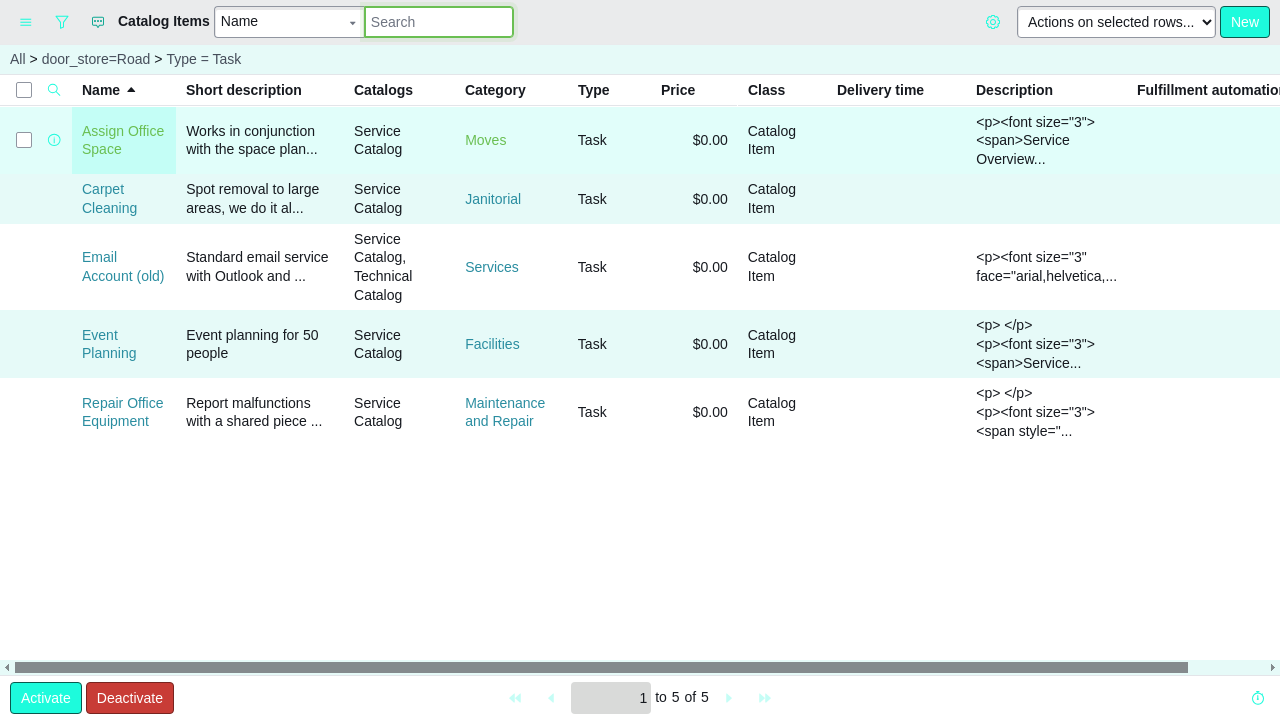 Catalog Items Name Search Actions on selected rows... New
All > door_store=Road > Type = Task
Name Short description Catalogs Category Type Price Class Delivery time Description Fulfillment automation
Assign Office Space Works in conjunction with the space plan... Service Catalog Moves Task $0.00 Catalog Item <p><font size="3"> <span>Service Overview...
Carpet Cleaning Spot removal to large areas, we do it al... Service Catalog Janitorial Task $0.00 Catalog Item
Email Account (old) Standard email service with Outlook and ... Service Catalog, Technical Catalog Services Task $0.00 Catalog Item <p><font size="3" face="arial,helvetica,...
Event Planning Event planning for 50 people Service Catalog Facilities Task $0.00 Catalog Item <p> </p> <p><font size="3"> <span>Service...
Repair Office Equipment Report malfunctions with a shared piece ... Service Catalog Maintenance and Repair Task $0.00 Catalog Item <p> </p> <p><font size="3"> <span style="...
Activate Deactivate 1 to 5 of 5